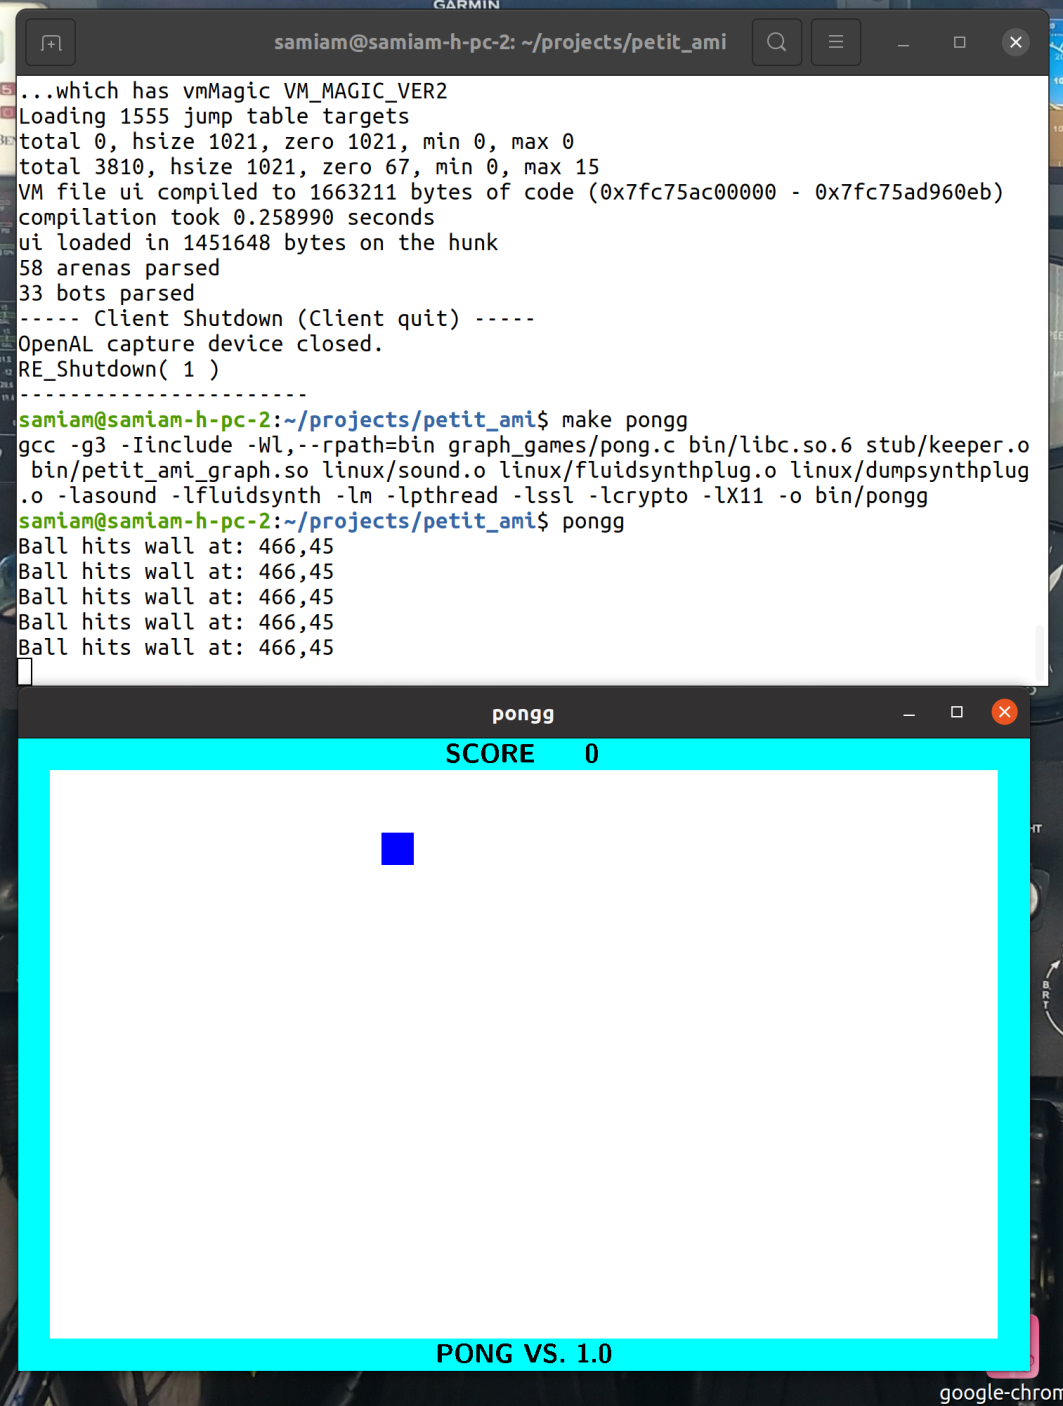 GARMIN
samiam@samiam-h-pc-2: ~/projects/petit_ami
...which has vmMagic VM_MAGIC_VER2
Loading 1555 jump table targets
total 0, hsize 1021, zero 1021, min 0, max 0
total 3810, hsize 1021, zero 67, min 0, max 15
VM file ui compiled to 1663211 bytes of code (0x7fc75ac00000 - 0x7fc75ad960eb)
compilation took 0.258990 seconds
ui loaded in 1451648 bytes on the hunk
58 arenas parsed
33 bots parsed
----- Client Shutdown (Client quit) -----
OpenAL capture device closed.
RE_Shutdown( 1 )
-----------------------
samiam@samiam-h-pc-2:~/projects/petit_ami$ make pongg
gcc -g3 -Iinclude -Wl,--rpath=bin graph_games/pong.c bin/libc.so.6 stub/keeper.o
bin/petit_ami_graph.so linux/sound.o linux/fluidsynthplug.o linux/dumpsynthplug
.o -lasound -lfluidsynth -lm -lpthread -lssl -lcrypto -lX11 -o bin/pongg
samiam@samiam-h-pc-2:~/projects/petit_ami$ pongg
Ball hits wall at: 466,45
Ball hits wall at: 466,45
Ball hits wall at: 466,45
Ball hits wall at: 466,45
Ball hits wall at: 466,45
pongg
SCORE 0
BRT
PONG VS. 1.0
google-chrom